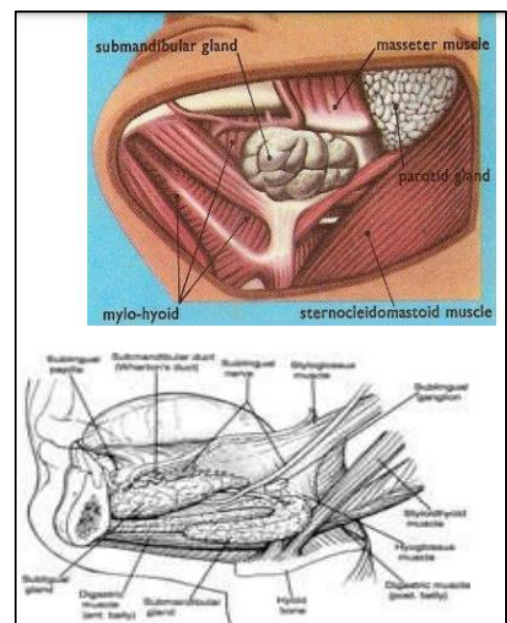 submandibular gland
masseter muscle
parotid gland
mylo-hyoid
sternocleidomastoid muscle
Sublingual
papilla
Submandibular duct
(Wharton's duct)
Sublingual
nerve
Styloglossus
muscle
Sublingual
ganglion
Stylohyoid
muscle
Hyoglossus
muscle
Digastric muscle
(post. belly)
Sublingual
gland
Digastric
muscle
(ant. belly)
Submandibular
gland
Hyoid
bone